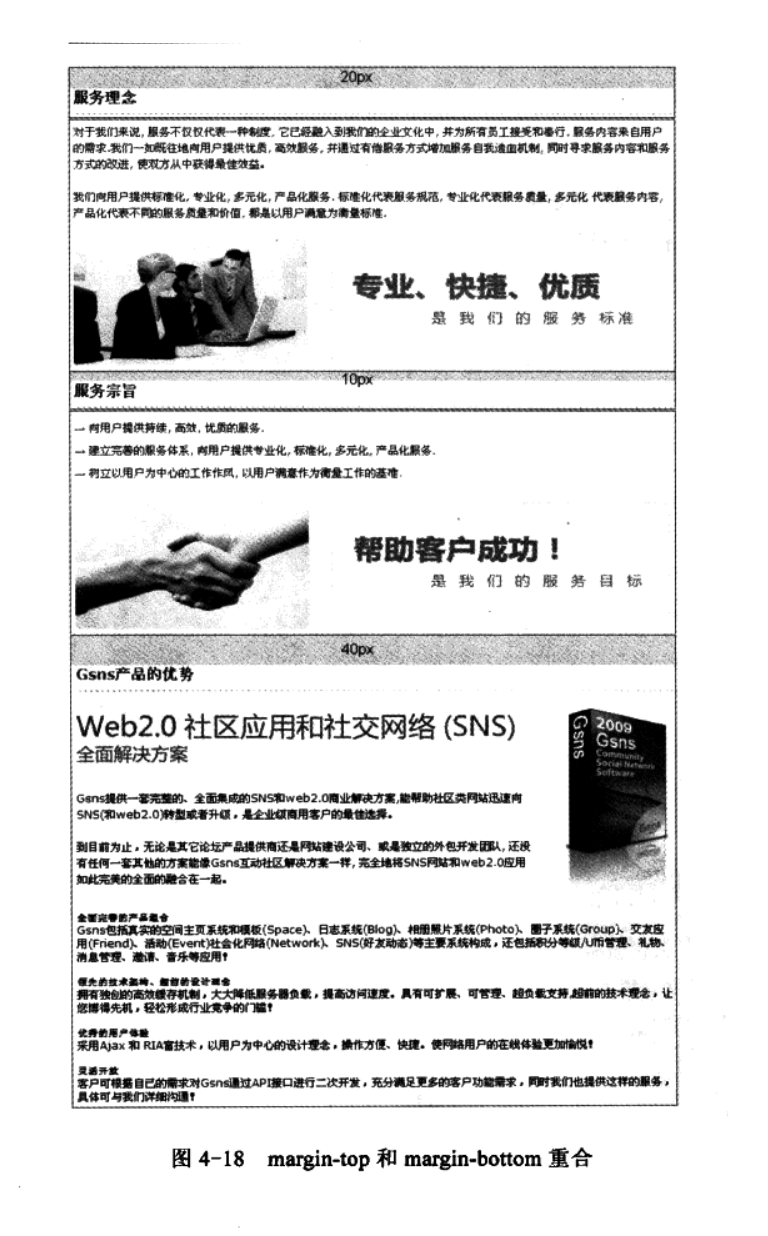 20px
服务理念
对于我们来说, 服务不仅仅代表一种制度, 它已经融入到我们的企业文化中, 并为所有员工接受和奉行. 服务内容来自用户
的需求.我们一如既往地向用户提供优质, 高效服务, 并通过有偿服务方式增加服务自我造血机制, 同时寻求服务内容和服务
方式的改进, 使双方从中获得最佳效益。
我们向用户提供标准化, 专业化, 多元化, 产品化服务. 标准化代表服务规范, 专业化代表服务质量, 多元化 代表服务内容,
产品化代表不同的服务质量和价值, 都是以用户满意为衡量标准.
专业、快捷、优质
是我们的服务标准
10px
服务宗旨
— 向用户提供持续, 高效, 优质的服务.
— 建立完善的服务体系, 向用户提供专业化, 标准化, 多元化, 产品化服务.
— 树立以用户为中心的工作作风, 以用户满意作为衡量工作的基准.
帮助客户成功！
是我们的服务目标
40px
Gsns产品的优势
Web2.0 社区应用和社交网络 (SNS)
全面解决方案
2009
Gsns
Community
Social Network
Software
Gsns
Gsns提供一套完整的、全面集成的SNS和web2.0商业解决方案,能帮助社区类网站迅速向
SNS(和web2.0)转型或者升级，是企业级商用客户的最佳选择。
到目前为止，无论是其它论坛产品提供商还是网站建设公司、或是独立的外包开发团队, 还没
有任何一套其他的方案能像Gsns互动社区解决方案一样, 完全地将SNS网站和web2.0应用
如此完美的全面的融合在一起。
全面完善的产品组合
Gsns包括真实的空间主页系统和模板(Space)、日志系统(Blog)、相册照片系统(Photo)、圈子系统(Group)、交友应
用(Friend)、活动(Event)社会化网络(Network)、SNS(好友动态)等主要系统构成，还包括积分等级/U币管理、礼物、
消息管理、邀请、音乐等应用!
领先的技术架构、超前的设计理念
拥有独创的高效缓存机制，大大降低服务器负载，提高访问速度。具有可扩展、可管理、超负载支持,超前的技术理念，让
您博得先机，轻松形成行业竞争的门槛!
优秀的用户体验
采用Ajax 和 RIA富技术，以用户为中心的设计理念，操作方便、快捷。使网络用户的在线体验更加愉悦!
灵活开放
客户可根据自己的需求对Gsns通过API接口进行二次开发，充分满足更多的客户功能需求，同时我们也提供这样的服务，
具体可与我们详细沟通!
图 4-18 margin-top 和 margin-bottom 重合